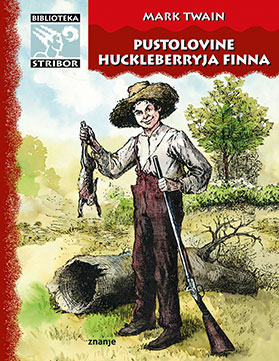 BIBLIOTEKA
STRIBOR
MARK TWAIN
PUSTOLOVINE
HUCKLEBERRYJA FINNA
znanje